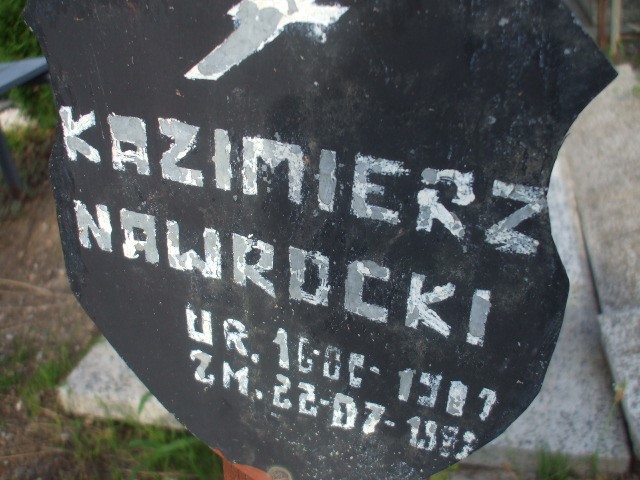 KAZIMIERZ
NAWROCKI
UR.
ZM. 22-07-